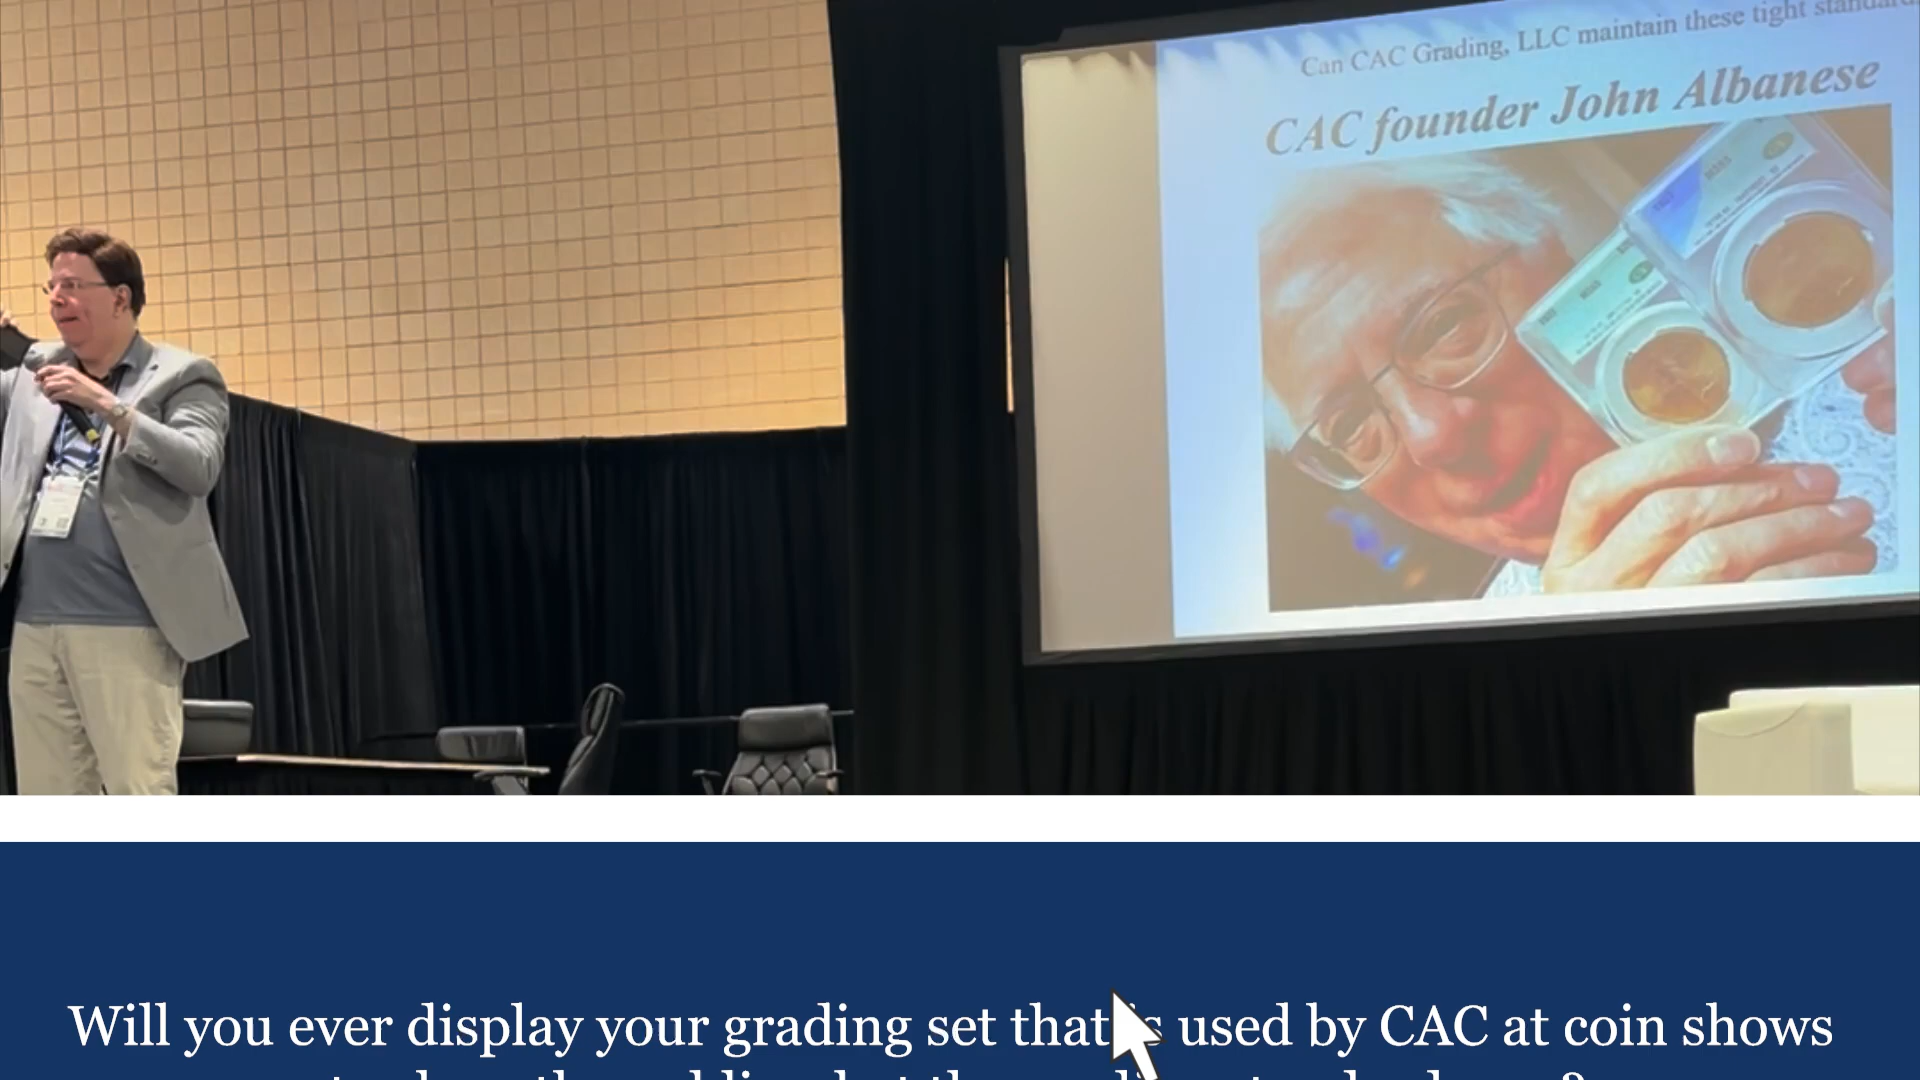 Can CAC Grading, LLC maintain these tight
CAC founder John Albanese
Will you ever display your grading set that is used by CAC at coin shows